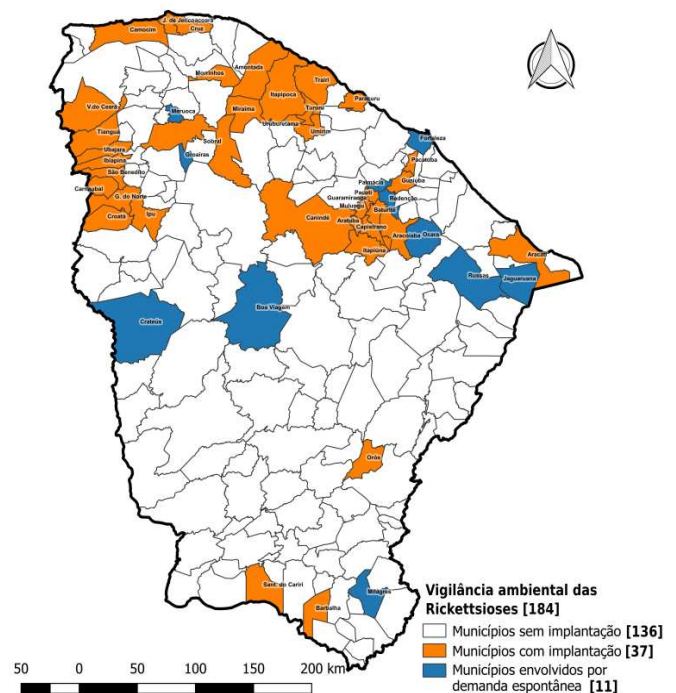 J. de Jericoacoara
Camocim
Cruz
Morrinhos
Amontada
Itapipoca
Trairi
Paracuru
V.do Ceará
Meruoca
Miraíma
Tururu
Uruburetama
Umirim
Tianguá
Ubajara
Ibiapina
Sobral
Groaíras
Fortaleza
São Benedito
Carnaubal
G. do Norte
Croatá
Ipu
Pacatuba
Guaiúba
Palmácia
Pacoti
Redenção
Guaramiranga
Mulungu
Baturité
Canindé
Aratuba
Capistrano
Aracoiaba
Ocara
Itapiúna
Aracati
Russas
Jaguaruana
Crateús
Boa Viagem
Orós
Sant. do Cariri
Barbalha
Milagres
Vigilância ambiental das
Rickettsioses [184]
Municípios sem implantação [136]
Municípios com implantação [37]
Municípios envolvidos por
demanda espontânea [11]
50 0 50 100 150 200 km